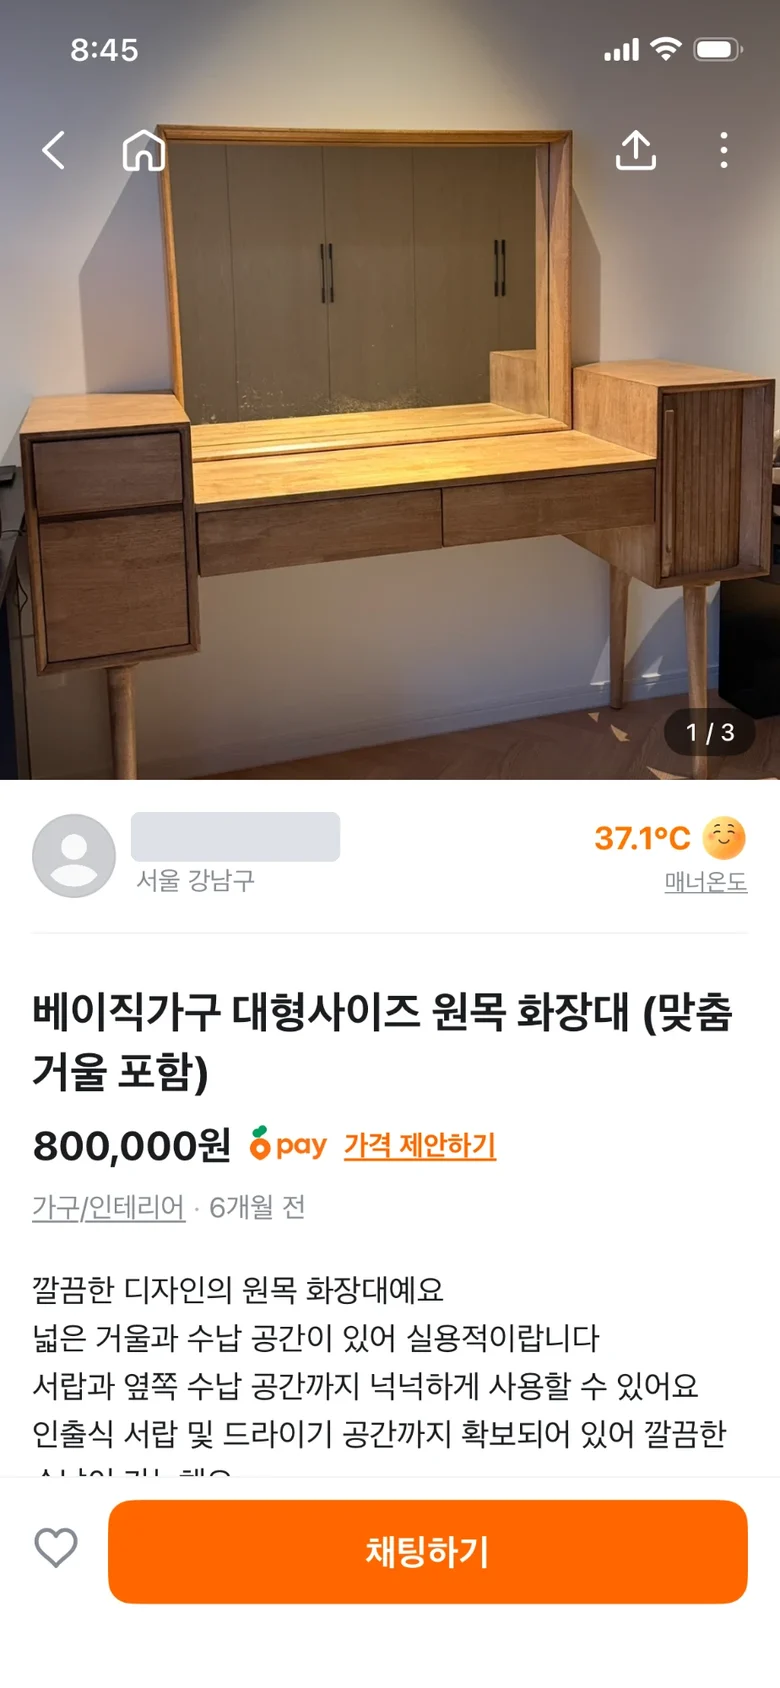 8:45
1 / 3
서울 강남구
37.1°C
매너온도
베이직가구 대형사이즈 원목 화장대 (맞춤
거울 포함)
800,000원 pay 가격 제안하기
가구/인테리어 · 6개월 전
깔끔한 디자인의 원목 화장대예요
넓은 거울과 수납 공간이 있어 실용적이랍니다
서랍과 옆쪽 수납 공간까지 넉넉하게 사용할 수 있어요
인출식 서랍 및 드라이기 공간까지 확보되어 있어 깔끔한
채팅하기